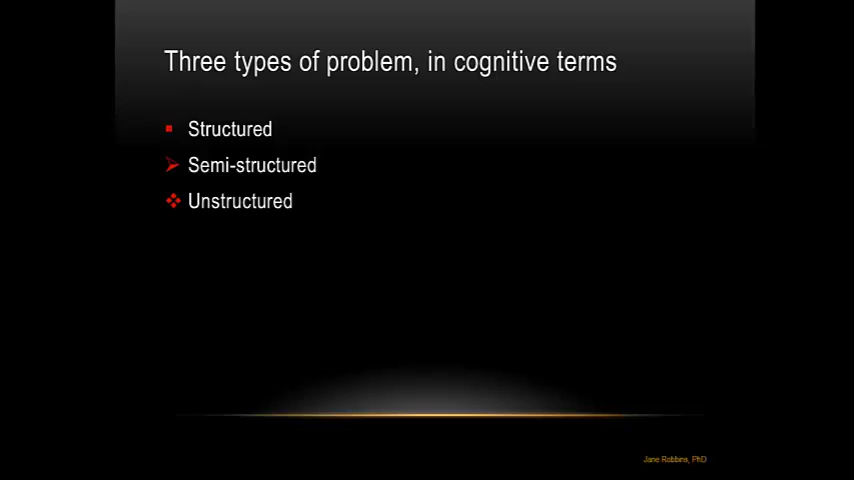 Three types of problem, in cognitive terms
Structured
Semi-structured
Unstructured
Jane Robbins, PhD